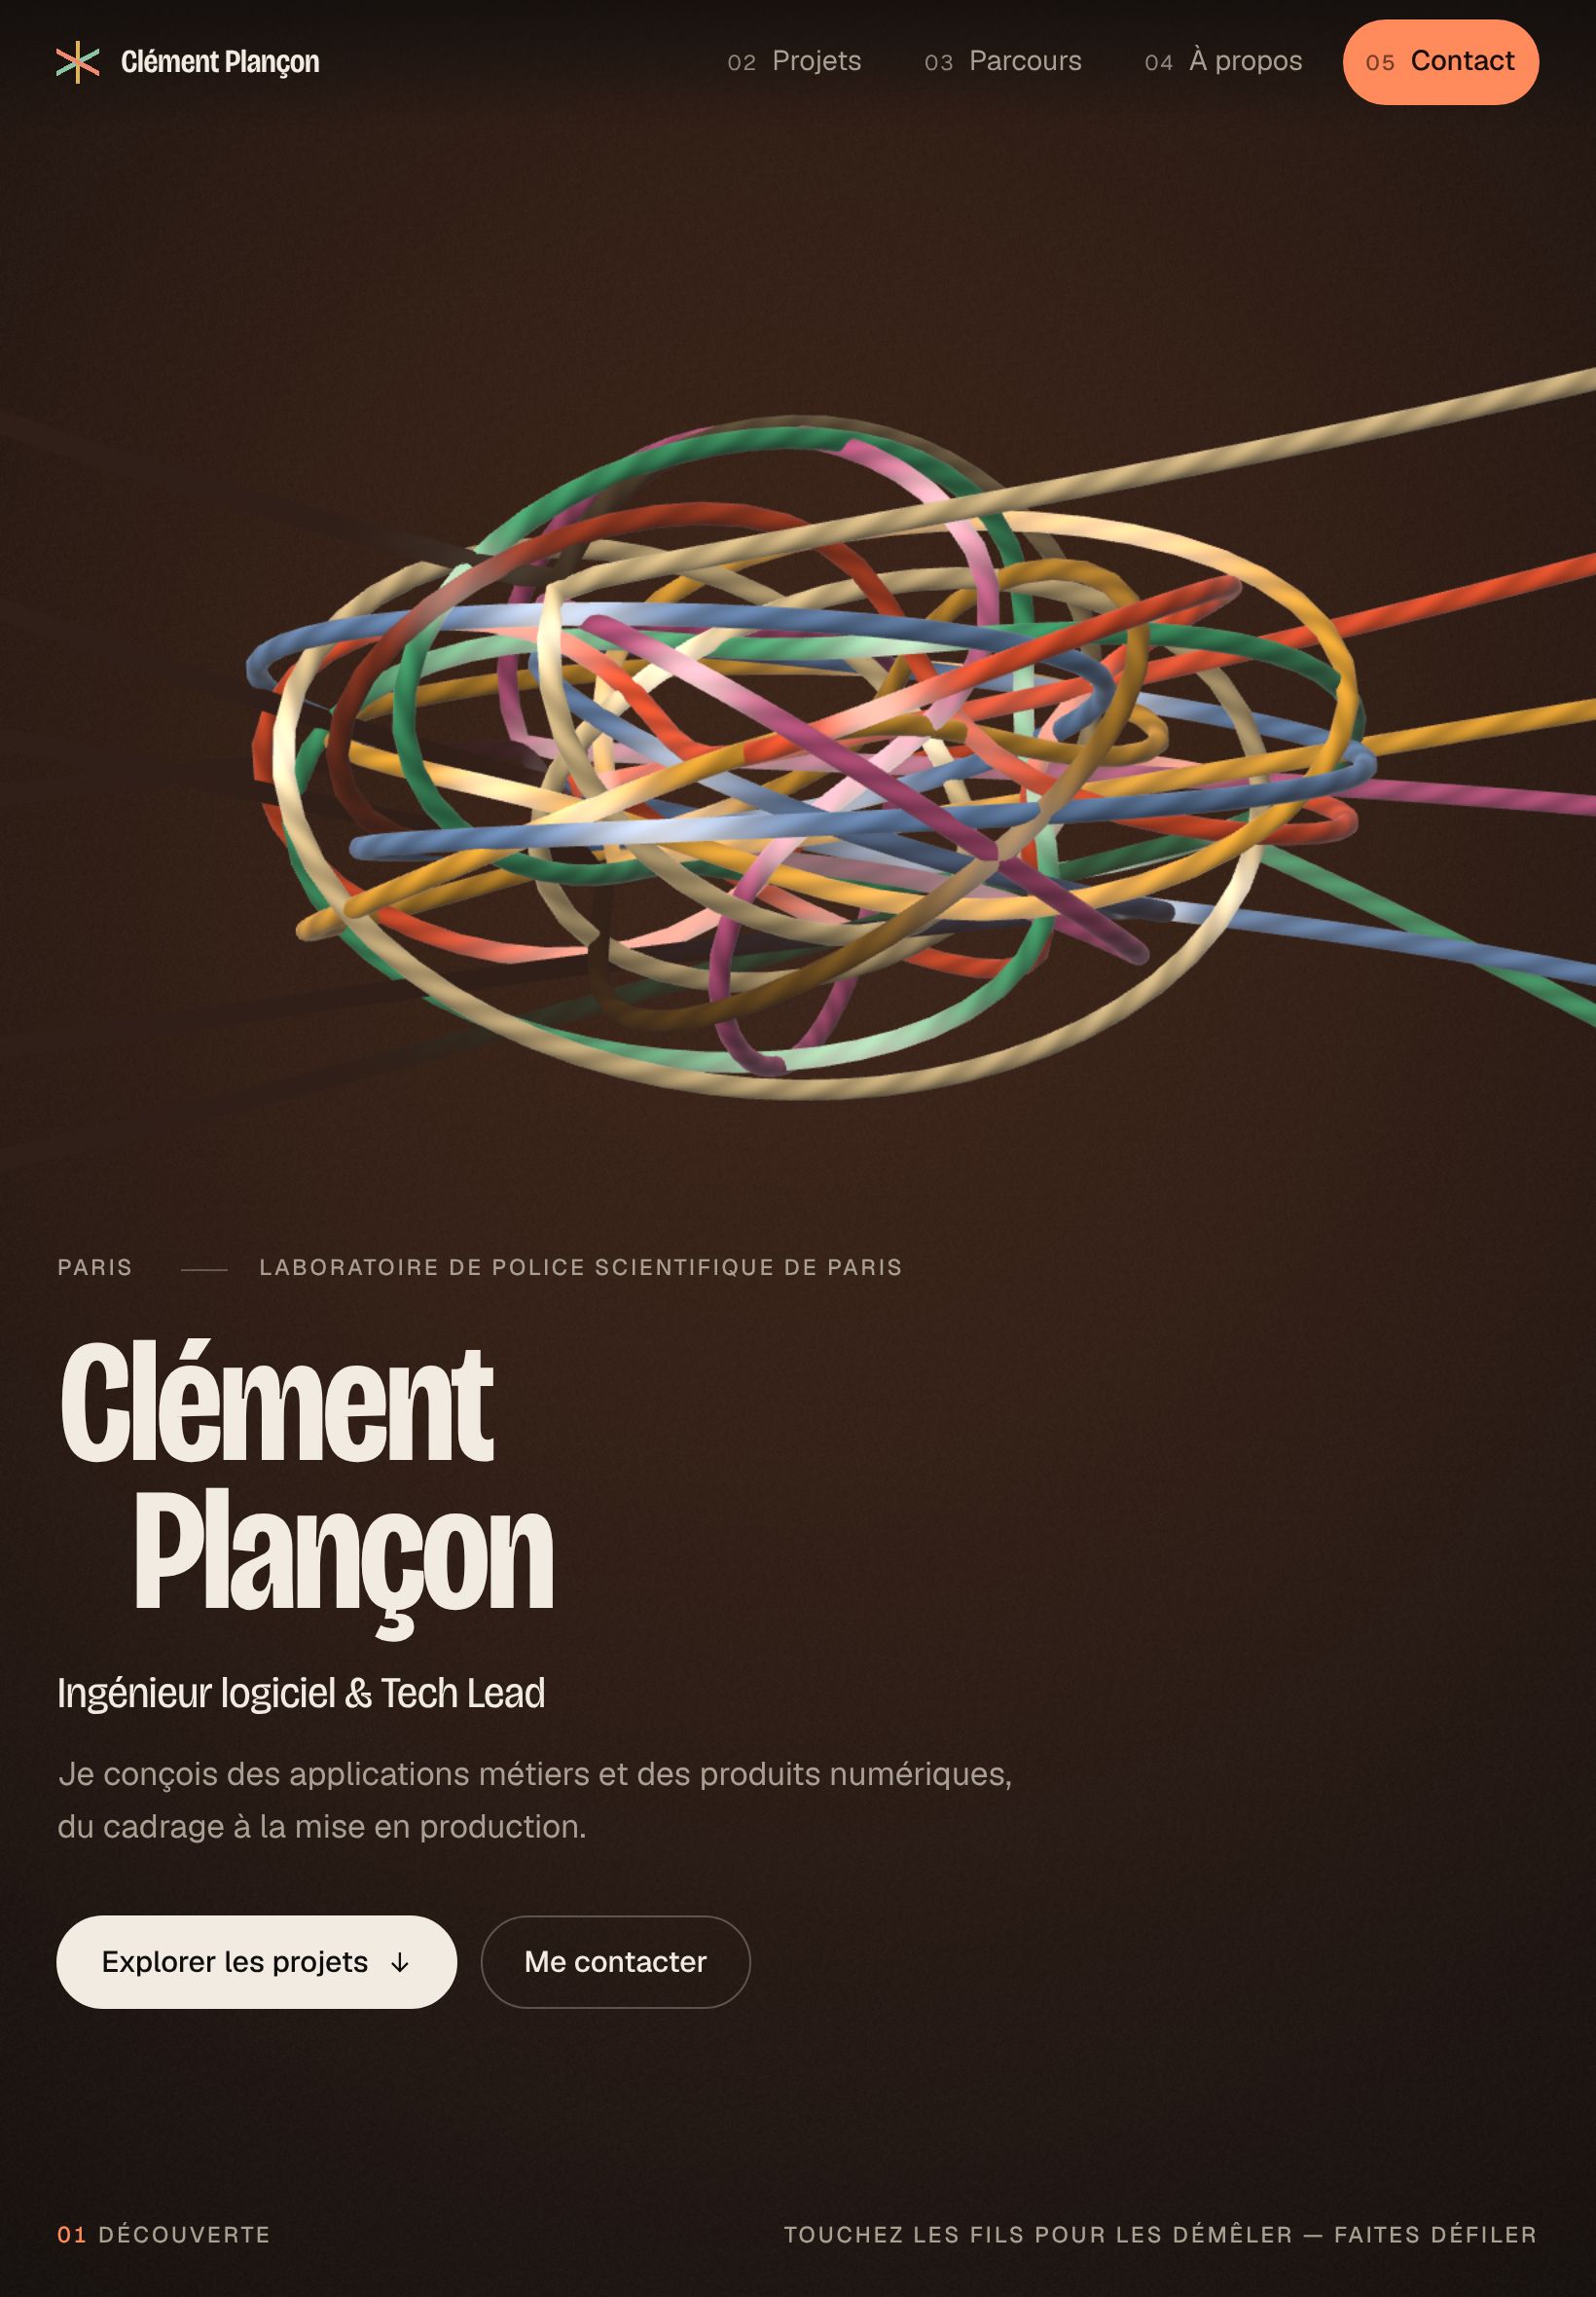 Clément Plançon
02 Projets 03 Parcours 04 À propos 05 Contact
PARIS — LABORATOIRE DE POLICE SCIENTIFIQUE DE PARIS
Clément
Plançon
Ingénieur logiciel & Tech Lead
Je conçois des applications métiers et des produits numériques,
du cadrage à la mise en production.
Explorer les projets ↓ Me contacter
01 DÉCOUVERTE
TOUCHEZ LES FILS POUR LES DÉMÊLER — FAITES DÉFILER